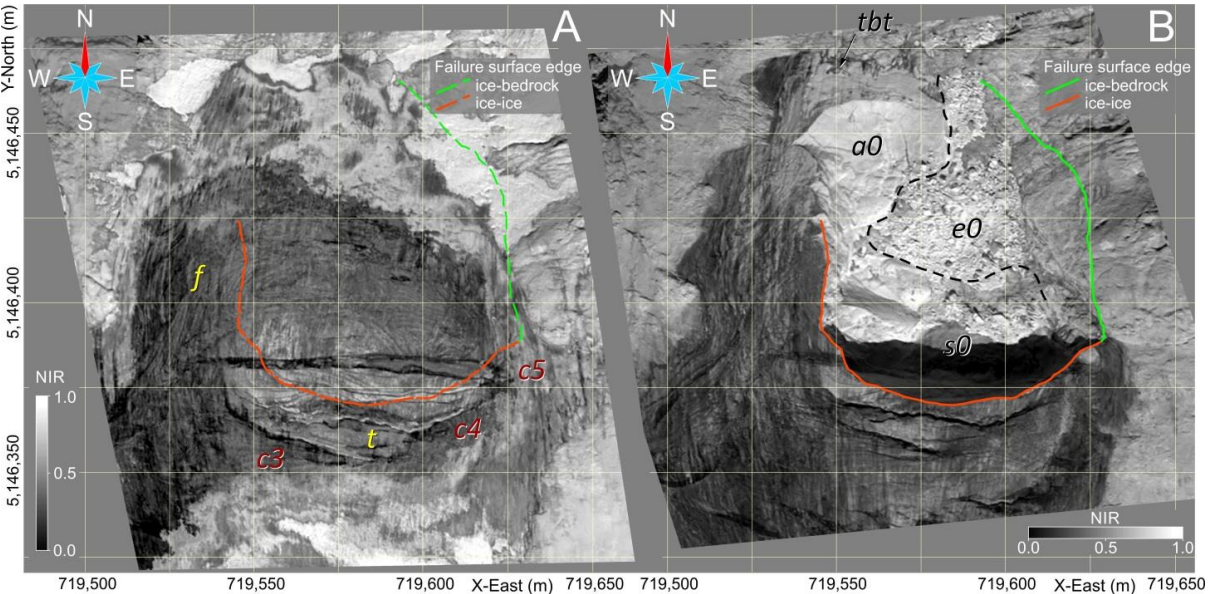 Y-North (m)
5,146,450
5,146,400
5,146,350
N
W E
S
A
Failure surface edge
ice-bedrock
ice-ice
f
t
c3
c4
c5
NIR
1.0
0.5
0.0
719,500 719,550 719,600 X-East (m) 719,650
N
W E
S
tbt
B
Failure surface edge
ice-bedrock
ice-ice
a0
e0
s0
NIR
0.0 0.5 1.0
719,500 719,550 719,600 X-East (m) 719,650